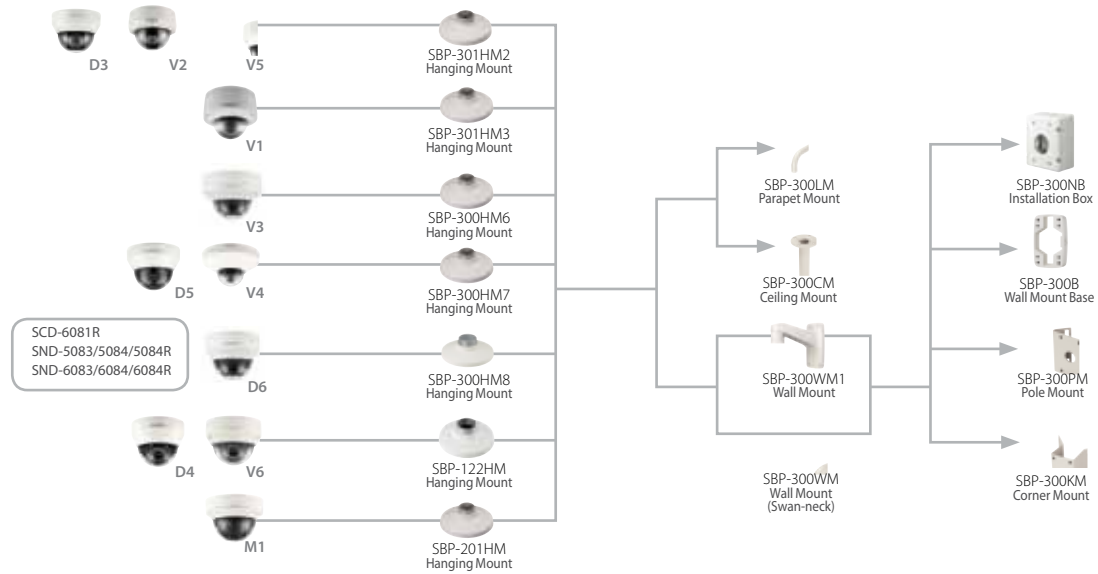 D3
V2
V5
SBP-301HM2
Hanging Mount
V1
SBP-301HM3
Hanging Mount
V3
SBP-300HM6
Hanging Mount
D5
V4
SBP-300HM7
Hanging Mount
SCD-6081R
SND-5083/5084/5084R
SND-6083/6084/6084R
D6
SBP-300HM8
Hanging Mount
D4
V6
SBP-122HM
Hanging Mount
M1
SBP-201HM
Hanging Mount
SBP-300LM
Parapet Mount
SBP-300CM
Ceiling Mount
SBP-300WM1
Wall Mount
SBP-300WM
Wall Mount
(Swan-neck)
SBP-300NB
Installation Box
SBP-300B
Wall Mount Base
SBP-300PM
Pole Mount
SBP-300KM
Corner Mount